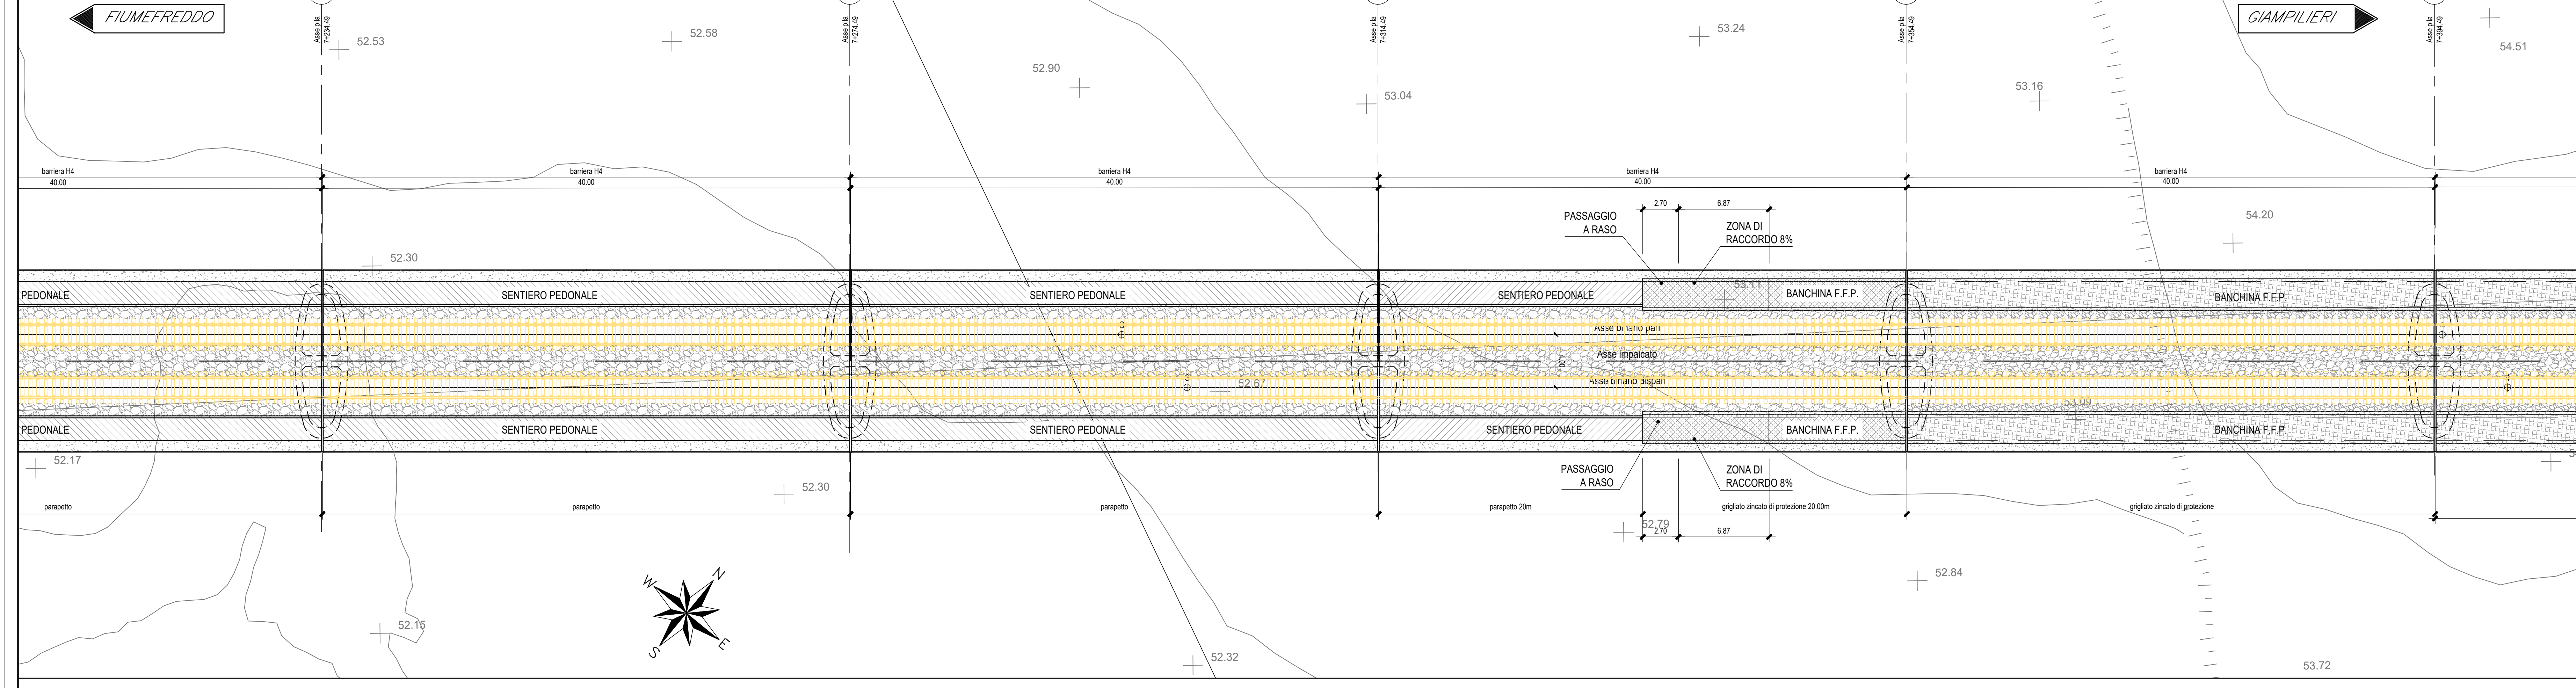 FIUMEFREDDO
GIAMPILIERI
Asse pila
7+234.49
Asse pila
7+274.49
Asse pila
7+314.49
Asse pila
7+354.49
Asse pila
7+394.49
52.53
52.58
52.90
53.04
53.24
53.16
54.51
barriera H4
40.00
barriera H4
40.00
barriera H4
40.00
barriera H4
40.00
barriera H4
40.00
2.70
6.87
PASSAGGIO
A RASO
ZONA DI
RACCORDO 8%
54.20
52.30
53.11
PEDONALE
SENTIERO PEDONALE
SENTIERO PEDONALE
SENTIERO PEDONALE
BANCHINA F.F.P.
BANCHINA F.F.P.
Asse binario pari
Asse impalcato
4.00
Asse binario dispari
52.67
53.09
PEDONALE
SENTIERO PEDONALE
SENTIERO PEDONALE
SENTIERO PEDONALE
BANCHINA F.F.P.
BANCHINA F.F.P.
52.17
52.30
PASSAGGIO
A RASO
ZONA DI
RACCORDO 8%
parapetto
parapetto
parapetto
parapetto 20m
grigliato zincato di protezione 20.00m
grigliato zincato di protezione
52.79
2.70
6.87
W
N
S
E
52.84
52.15
52.32
53.72